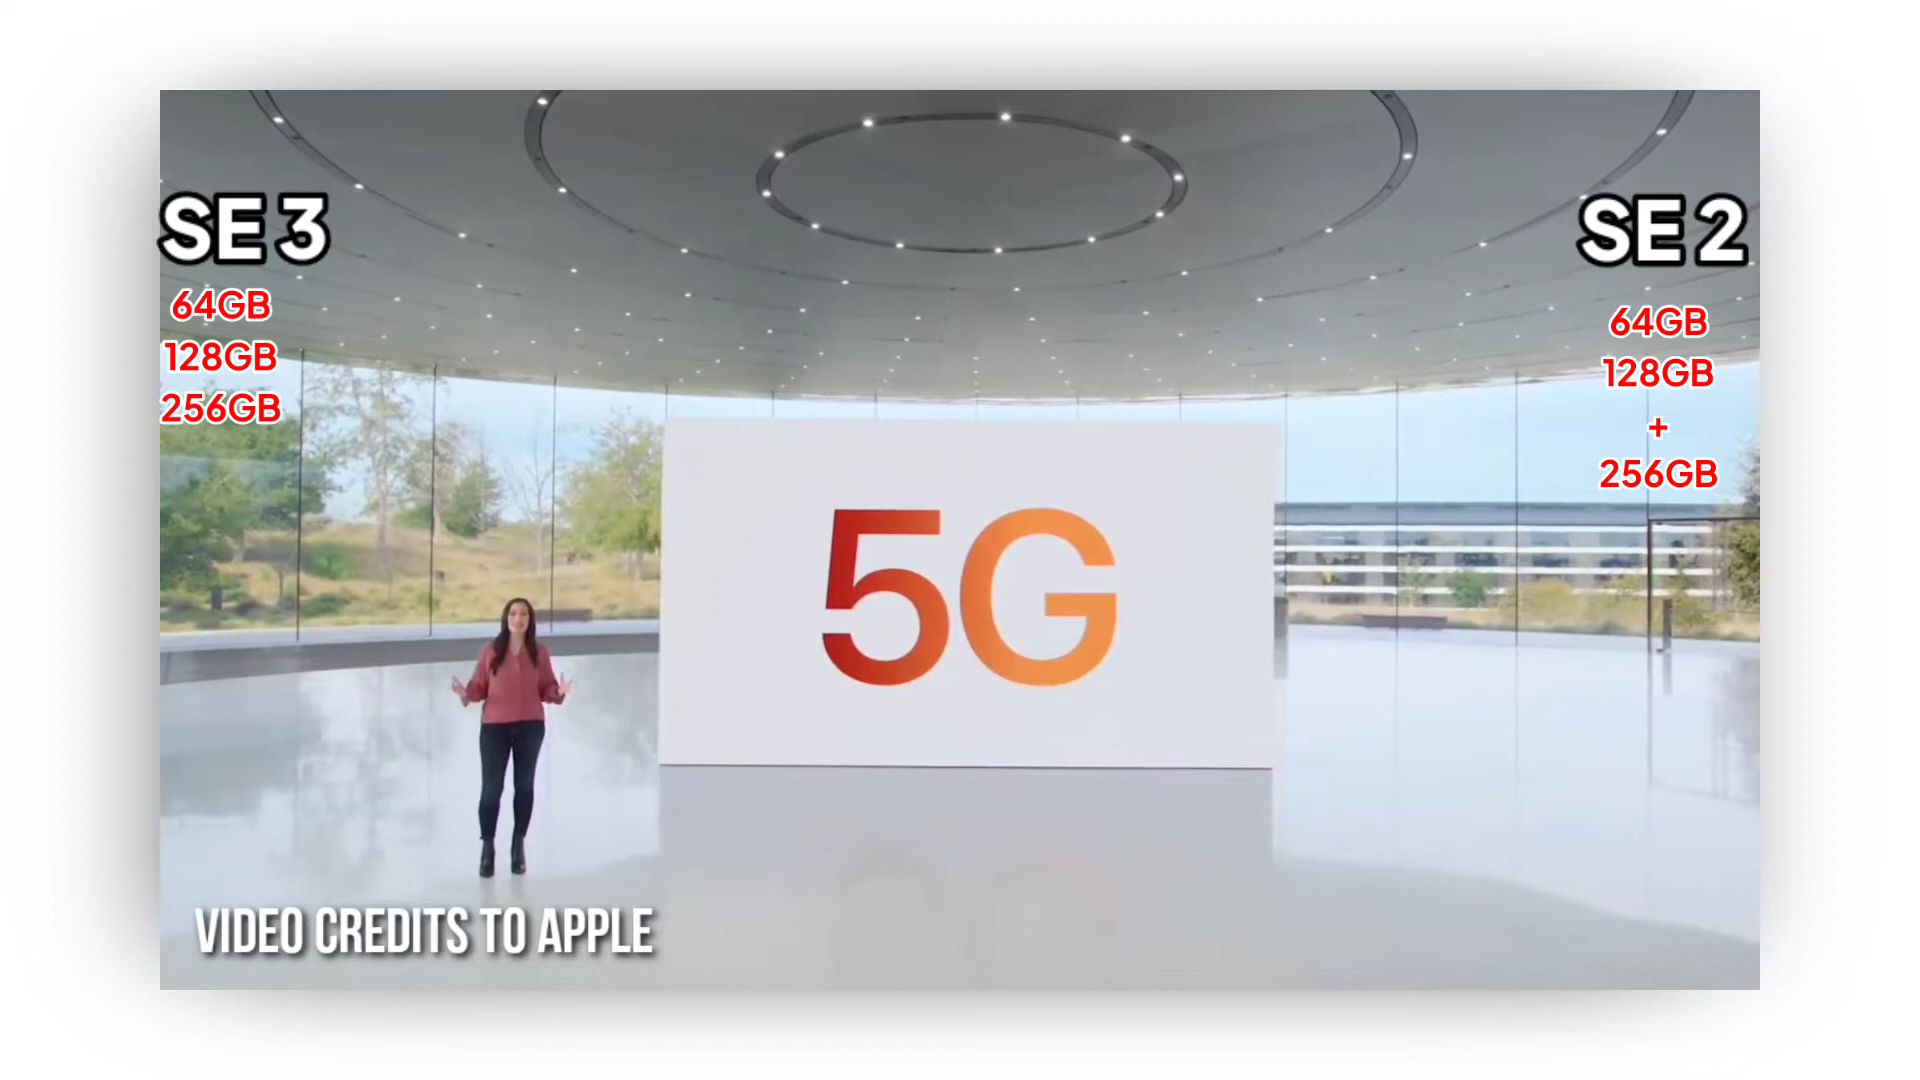 SE 3
64GB
128GB
256GB
SE 2
64GB
128GB
+
256GB
5G
VIDEO CREDITS TO APPLE